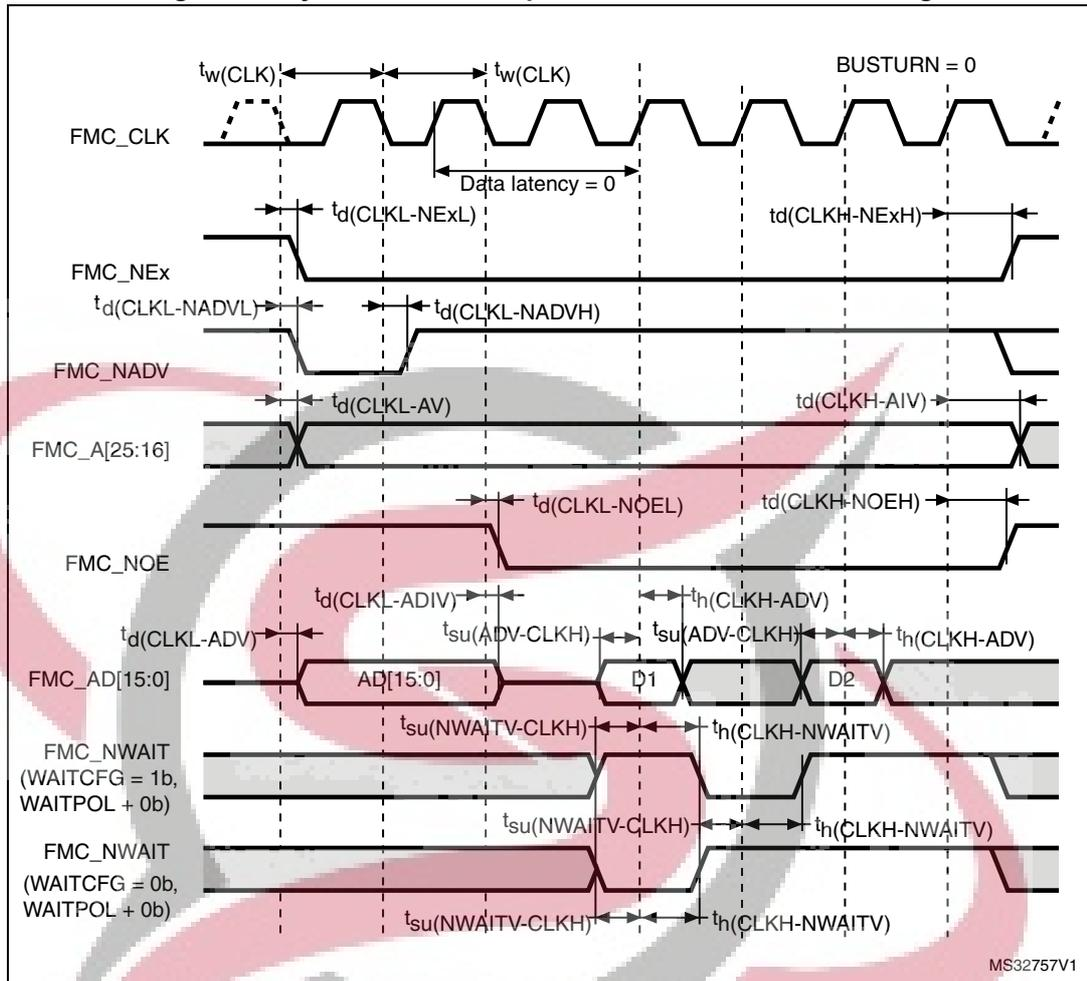 tw(CLK)
tw(CLK)
BUSTURN = 0
FMC_CLK
Data latency = 0
td(CLKL-NExL)
td(CLKH-NExH)
FMC_NEx
td(CLKL-NADVL)
td(CLKL-NADVH)
FMC_NADV
td(CLKL-AV)
td(CLKH-AIV)
FMC_A[25:16]
td(CLKL-NOEL)
td(CLKH-NOEH)
FMC_NOE
td(CLKL-ADIV)
th(CLKH-ADV)
td(CLKL-ADV)
tsu(ADV-CLKH)
tsu(ADV-CLKH)
th(CLKH-ADV)
FMC_AD[15:0]
AD[15:0]
D1
D2
tsu(NWAITV-CLKH)
th(CLKH-NWAITV)
FMC_NWAIT
(WAITCFG = 1b,
WAITPOL + 0b)
tsu(NWAITV-CLKH)
th(CLKH-NWAITV)
FMC_NWAIT
(WAITCFG = 0b,
WAITPOL + 0b)
tsu(NWAITV-CLKH)
th(CLKH-NWAITV)
MS32757V1